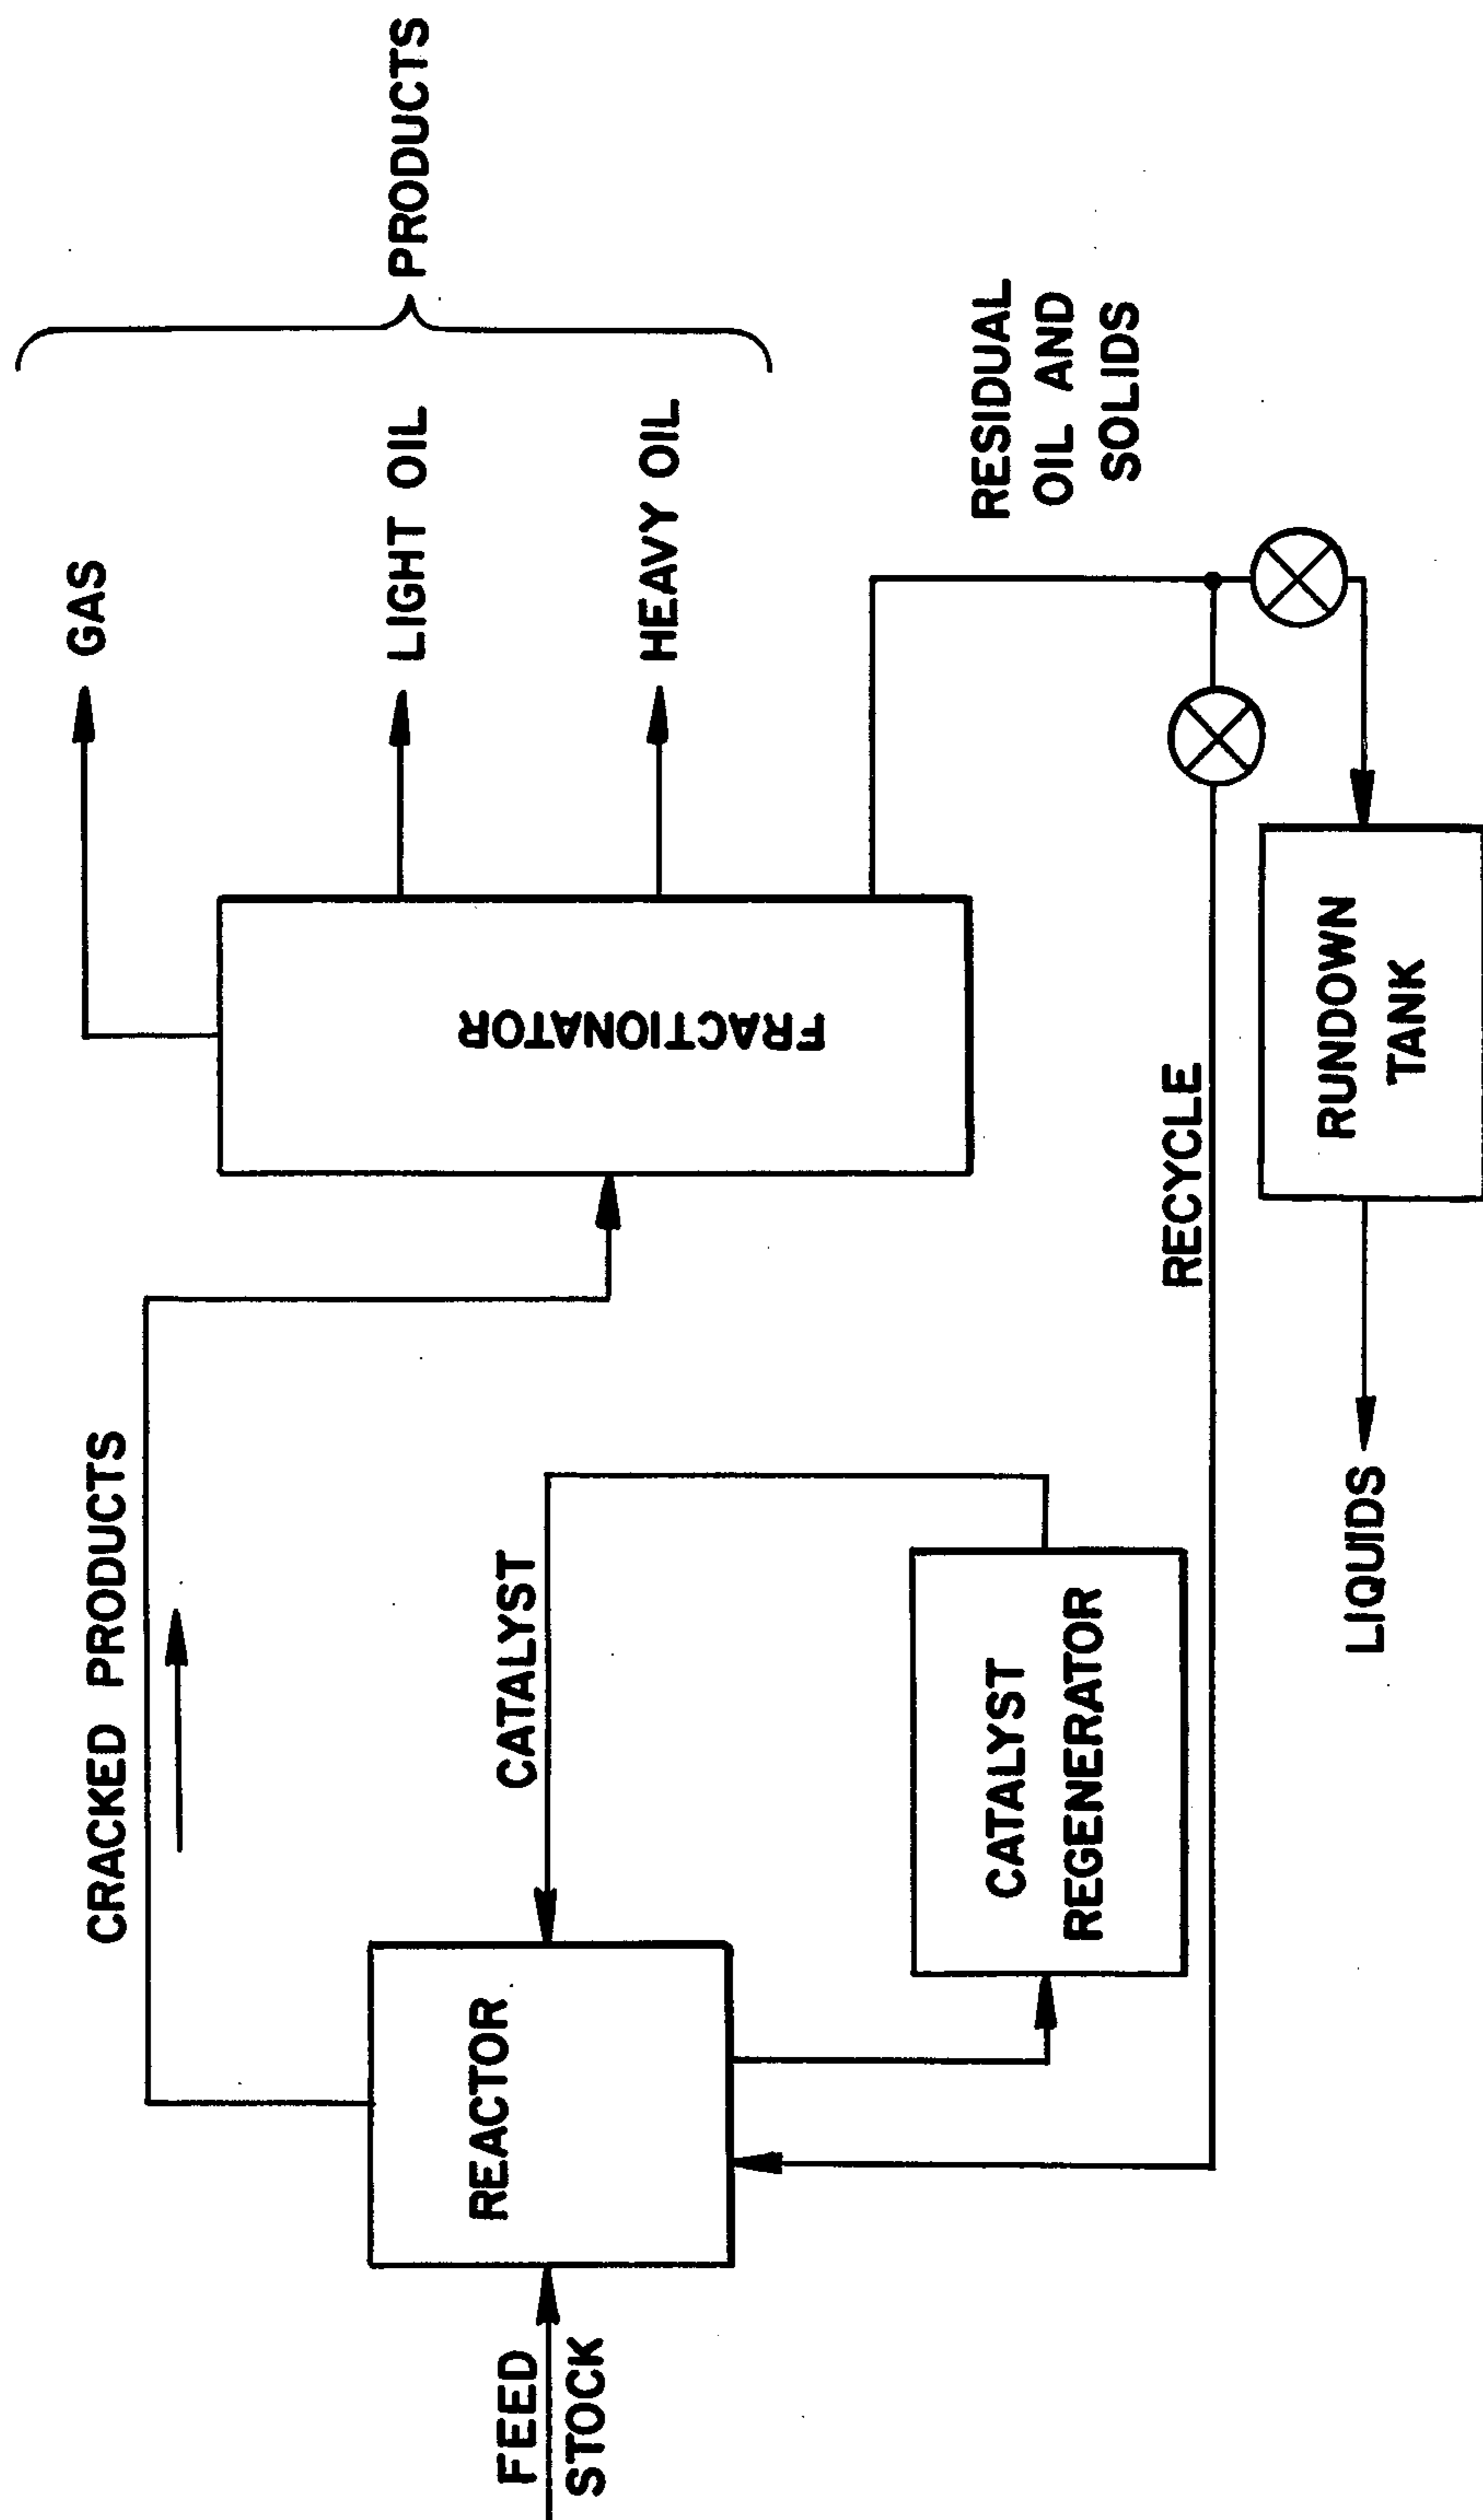 CRACKED PRODUCTS
GAS
LIGHT OIL
HEAVY OIL
PRODUCTS
FRACTIONATOR
REACTOR
CATALYST
FEED
STOCK
CATALYST
REGENERATOR
RESIDUAL
OIL AND
SOLIDS
RECYCLE
RUNDOWN
TANK
LIQUIDS